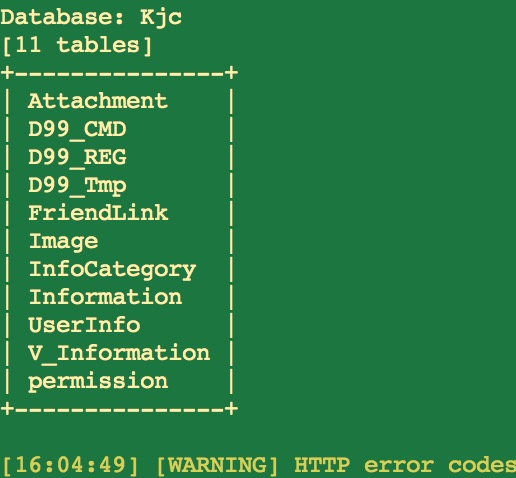 Database: Kjc
[11 tables]
+---------------+
| Attachment    |
| D99_CMD       |
| D99_REG       |
| D99_Tmp       |
| FriendLink    |
| Image         |
| InfoCategory  |
| Information   |
| UserInfo      |
| V_Information |
| permission    |
+---------------+
[16:04:49] [WARNING] HTTP error codes